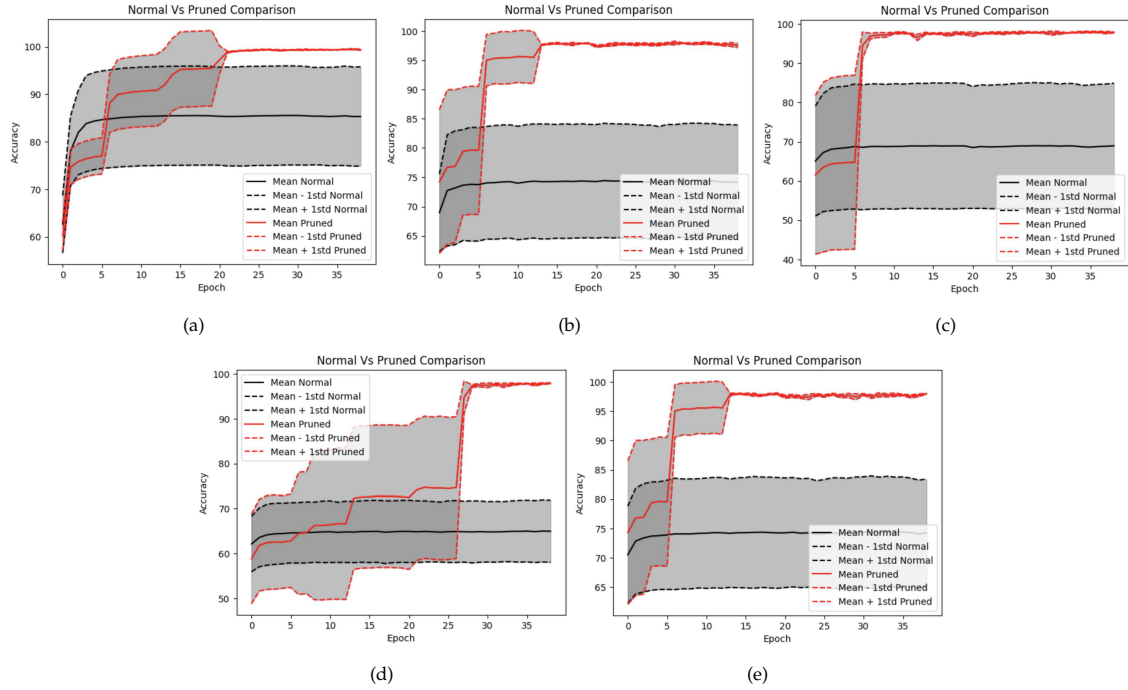 Normal Vs Pruned Comparison
Accuracy
100
90
80
70
60
0 5 10 15 20 25 30 35
Epoch
Mean Normal
Mean - 1std Normal
Mean + 1std Normal
Mean Pruned
Mean - 1std Pruned
Mean + 1std Pruned
(a)
Normal Vs Pruned Comparison
Accuracy
100
95
90
85
80
75
70
65
0 5 10 15 20 25 30 35
Epoch
Mean Normal
Mean - 1std Normal
Mean + 1std Normal
Mean Pruned
Mean - 1std Pruned
Mean + 1std Pruned
(b)
Normal Vs Pruned Comparison
Accuracy
100
90
80
70
60
50
40
0 5 10 15 20 25 30 35
Epoch
Mean Normal
Mean - 1std Normal
Mean + 1std Normal
Mean Pruned
Mean - 1std Pruned
Mean + 1std Pruned
(c)
Normal Vs Pruned Comparison
Accuracy
100
90
80
70
60
50
0 5 10 15 20 25 30 35
Epoch
Mean Normal
Mean - 1std Normal
Mean + 1std Normal
Mean Pruned
Mean - 1std Pruned
Mean + 1std Pruned
(d)
Normal Vs Pruned Comparison
Accuracy
100
95
90
85
80
75
70
65
0 5 10 15 20 25 30 35
Epoch
Mean Normal
Mean - 1std Normal
Mean + 1std Normal
Mean Pruned
Mean - 1std Pruned
Mean + 1std Pruned
(e)